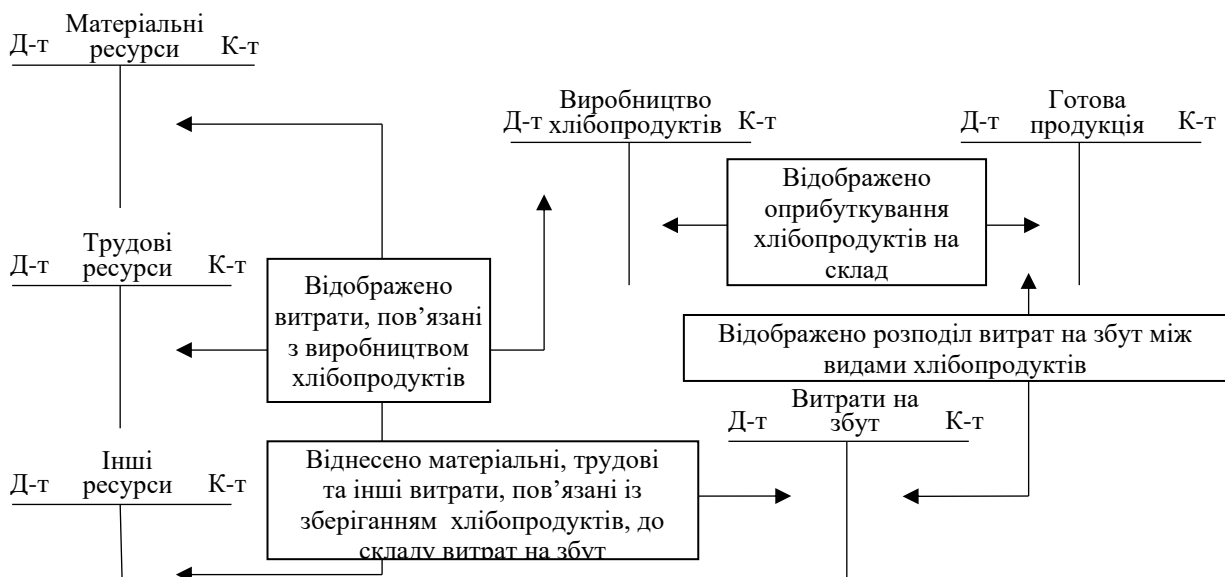 Матеріальні
ресурси
Д-т
К-т
Виробництво
хлібопродуктів
Д-т
К-т
Готова
продукція
Д-т
К-т
Відображено
оприбуткування
хлібопродуктів на
склад
Трудові
ресурси
Д-т
К-т
Відображено
витрати, пов’язані
з виробництвом
хлібопродуктів
Відображено розподіл витрат на збут між
видами хлібопродуктів
Витрати на
збут
Д-т
К-т
Інші
ресурси
Д-т
К-т
Віднесено матеріальні, трудові
та інші витрати, пов’язані із
зберіганням хлібопродуктів, до
складу витрат на збут